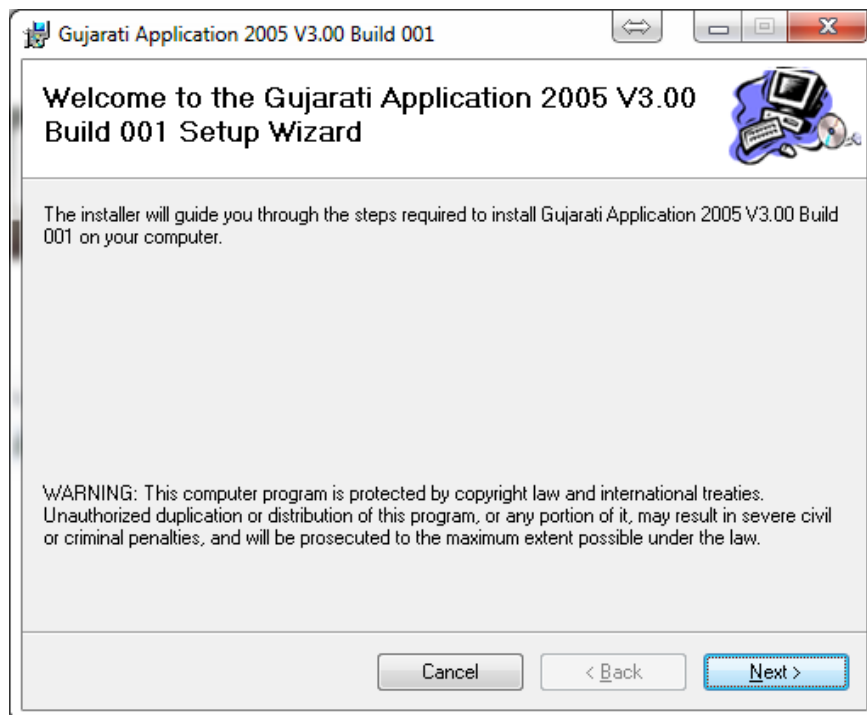 Gujarati Application 2005 V3.00 Build 001
Welcome to the Gujarati Application 2005 V3.00
Build 001 Setup Wizard
The installer will guide you through the steps required to install Gujarati Application 2005 V3.00 Build
001 on your computer.
WARNING: This computer program is protected by copyright law and international treaties.
Unauthorized duplication or distribution of this program, or any portion of it, may result in severe civil
or criminal penalties, and will be prosecuted to the maximum extent possible under the law.
Cancel < Back Next >